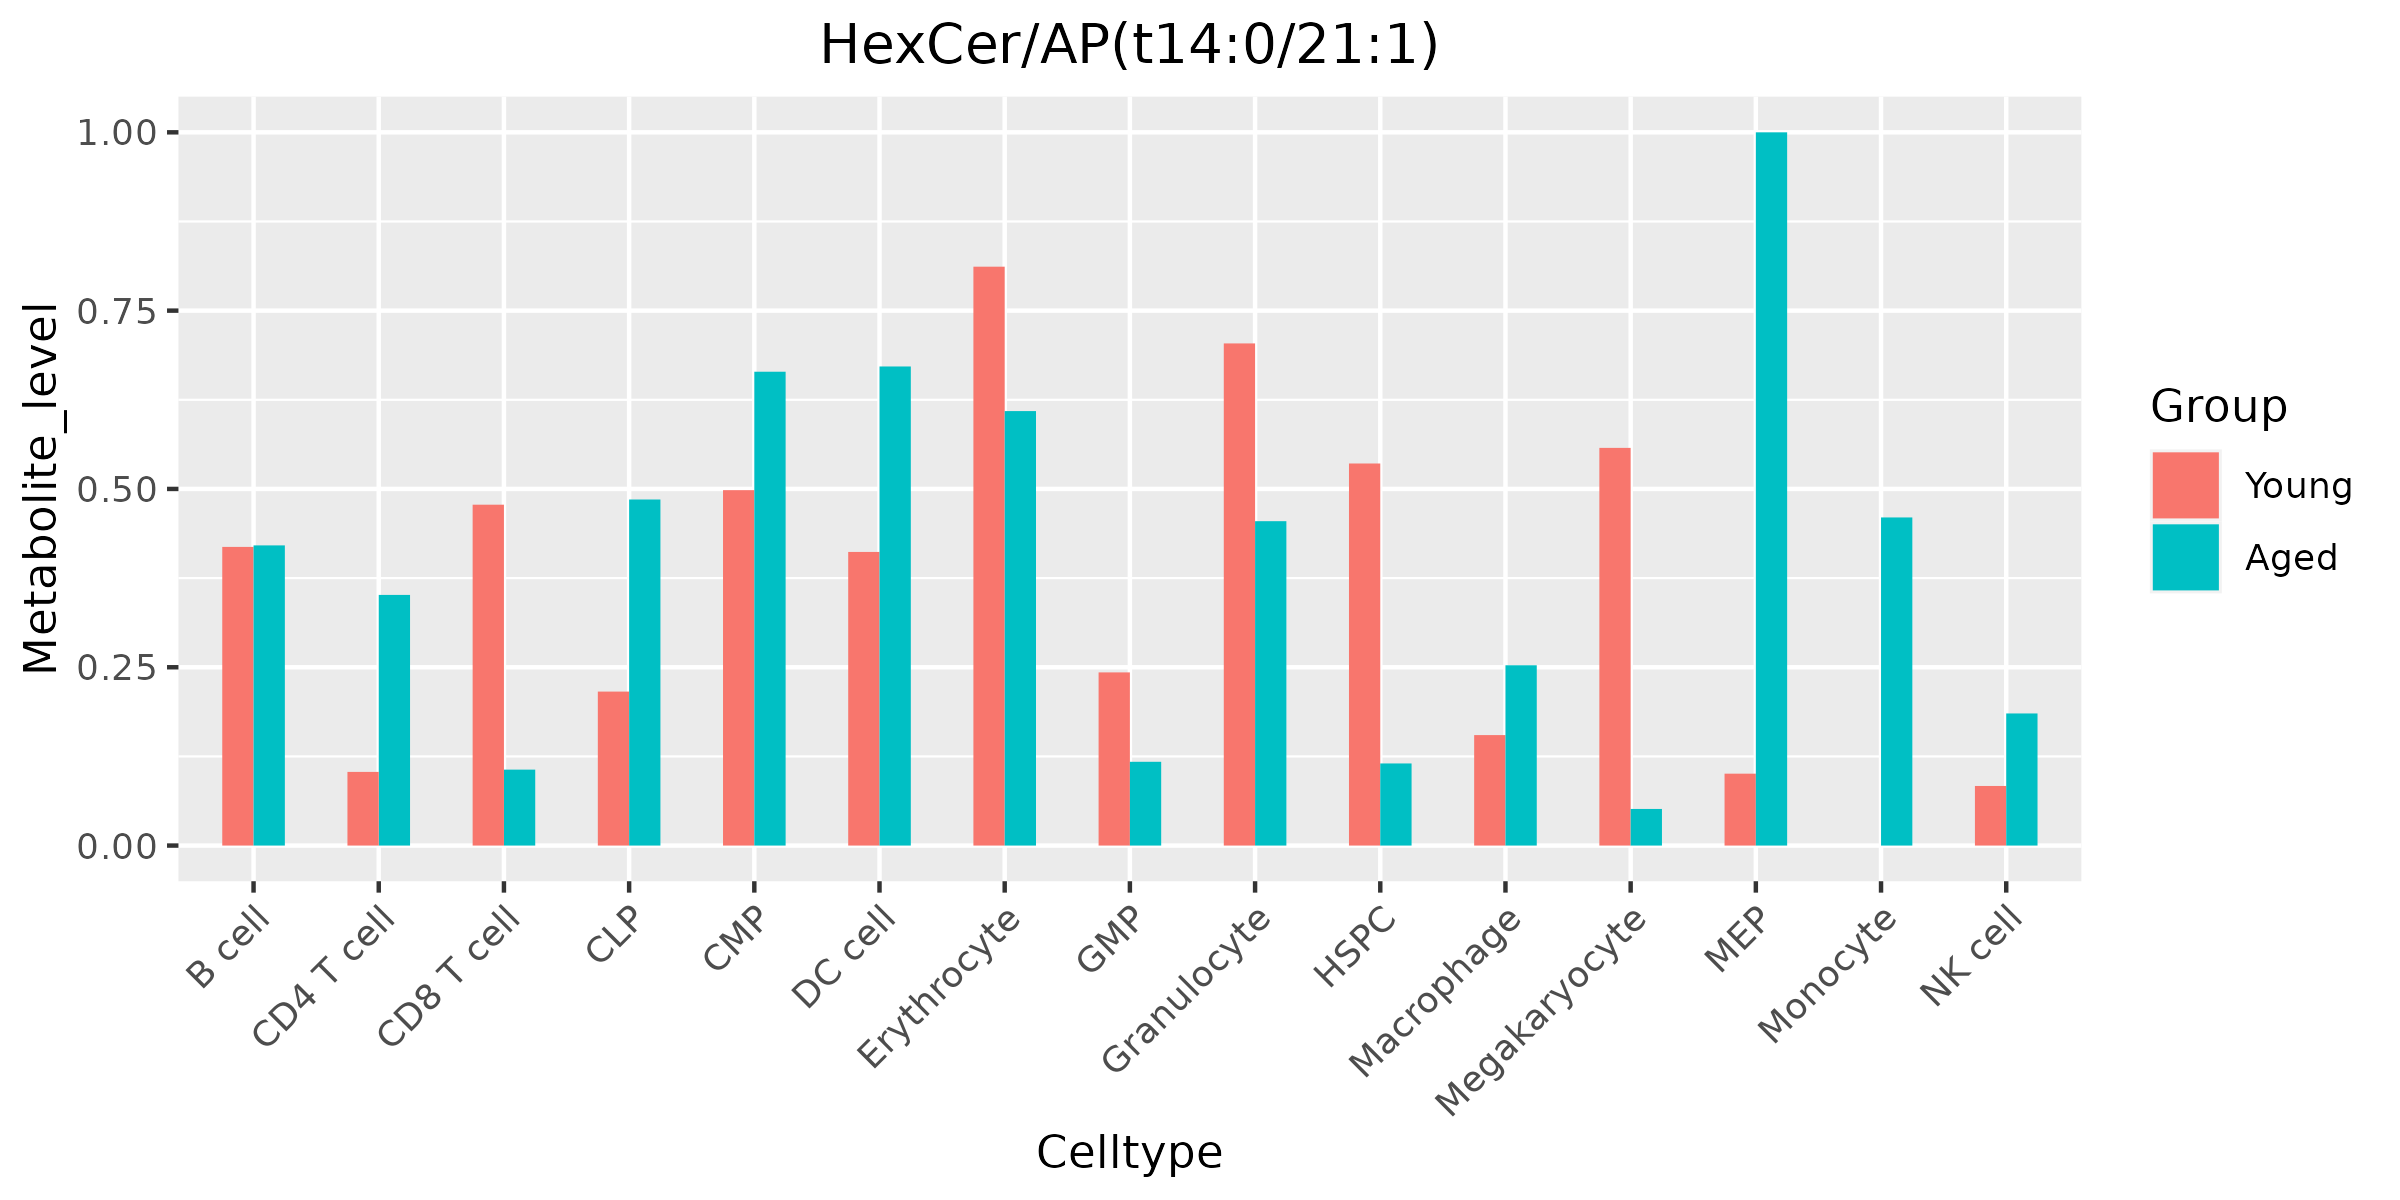 HexCer/AP(t14:0/21:1)
Metabolite_level
1.00
0.75
0.50
0.25
0.00
B cell
CD4 T cell
CD8 T cell
CLP
CMP
DC cell
Erythrocyte
GMP
Granulocyte
HSPC
Macrophage
Megakaryocyte
MEP
Monocyte
NK cell
Celltype
Group
Young
Aged